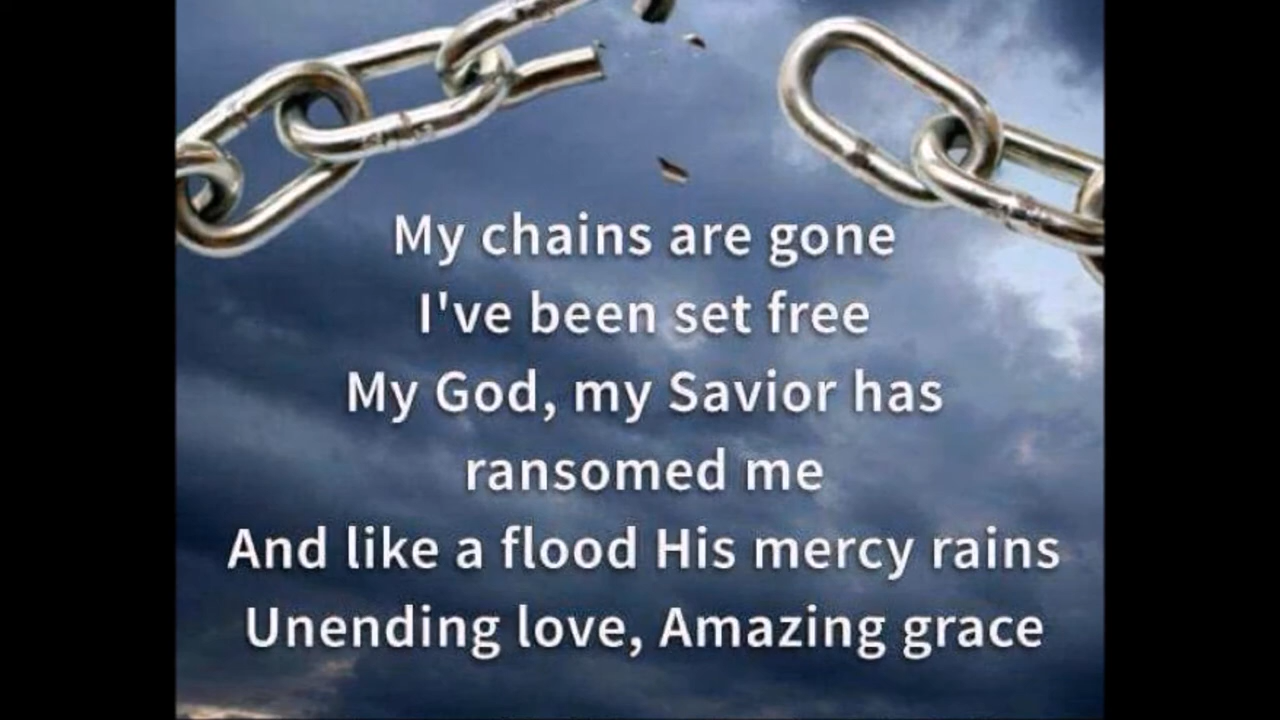 My chains are gone
I've been set free
My God, my Savior has
ransomed me
And like a flood His mercy rains
Unending love, Amazing grace